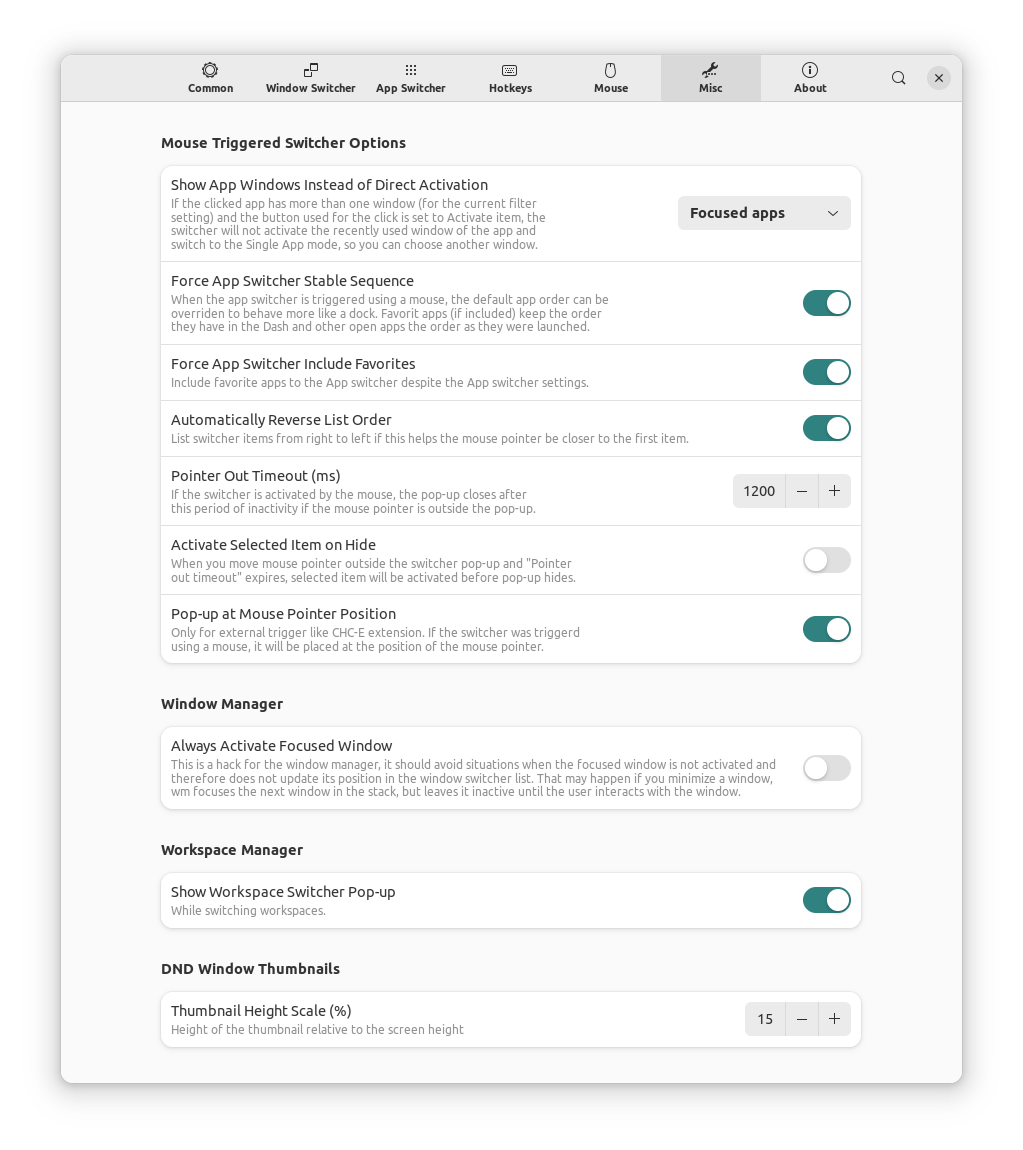 Common
Window Switcher
App Switcher
Hotkeys
Mouse
Misc
About
Mouse Triggered Switcher Options
Show App Windows Instead of Direct Activation
If the clicked app has more than one window (for the current filter
setting) and the button used for the click is set to Activate item, the
switcher will not activate the recently used window of the app and
switch to the Single App mode, so you can choose another window.
Focused apps
Force App Switcher Stable Sequence
When the app switcher is triggered using a mouse, the default app order can be
overriden to behave more like a dock. Favorit apps (if included) keep the order
they have in the Dash and other open apps the order as they were launched.
Force App Switcher Include Favorites
Include favorite apps to the App switcher despite the App switcher settings.
Automatically Reverse List Order
List switcher items from right to left if this helps the mouse pointer be closer to the first item.
Pointer Out Timeout (ms)
If the switcher is activated by the mouse, the pop-up closes after
this period of inactivity if the mouse pointer is outside the pop-up.
1200
Activate Selected Item on Hide
When you move mouse pointer outside the switcher pop-up and "Pointer
out timeout" expires, selected item will be activated before pop-up hides.
Pop-up at Mouse Pointer Position
Only for external trigger like CHC-E extension. If the switcher was triggerd
using a mouse, it will be placed at the position of the mouse pointer.
Window Manager
Always Activate Focused Window
This is a hack for the window manager, it should avoid situations when the focused window is not activated and
therefore does not update its position in the window switcher list. That may happen if you minimize a window,
wm focuses the next window in the stack, but leaves it inactive until the user interacts with the window.
Workspace Manager
Show Workspace Switcher Pop-up
While switching workspaces.
DND Window Thumbnails
Thumbnail Height Scale (%)
Height of the thumbnail relative to the screen height
15